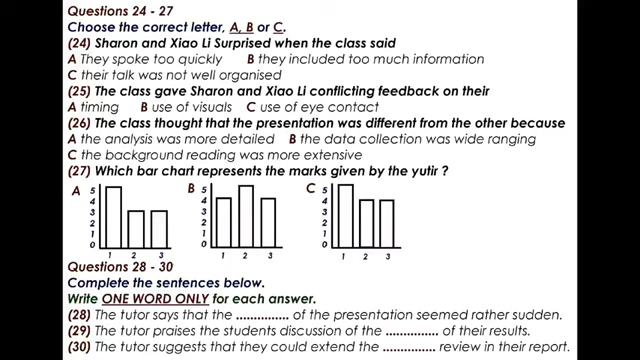 Questions 24 - 27
Choose the correct letter, A, B or C.
(24) Sharon and Xiao Li Surprised when the class said
A They spoke too quickly B they included too much information
C their talk was not well organised
(25) The class gave Sharon and Xiao Li conflicting feedback on their
A timing B use of visuals C use of eye contact
(26) The class thought that the presentation was different from the other because
A the analysis was more detailed B the data collection was wide ranging
C the background reading was more extensive
(27) Which bar chart represents the marks given by the yutir ?
A 5 4 3 2 1 0 1 2 3
B 5 4 3 2 1 0 1 2 3
C 5 4 3 2 1 0 1 2 3
Questions 28 - 30
Complete the sentences below.
Write ONE WORD ONLY for each answer.
(28) The tutor says that the ............... of the presentation seemed rather sudden.
(29) The tutor praises the students discussion of the ............... of their results.
(30) The tutor suggests that they could extend the ............... review in their report.